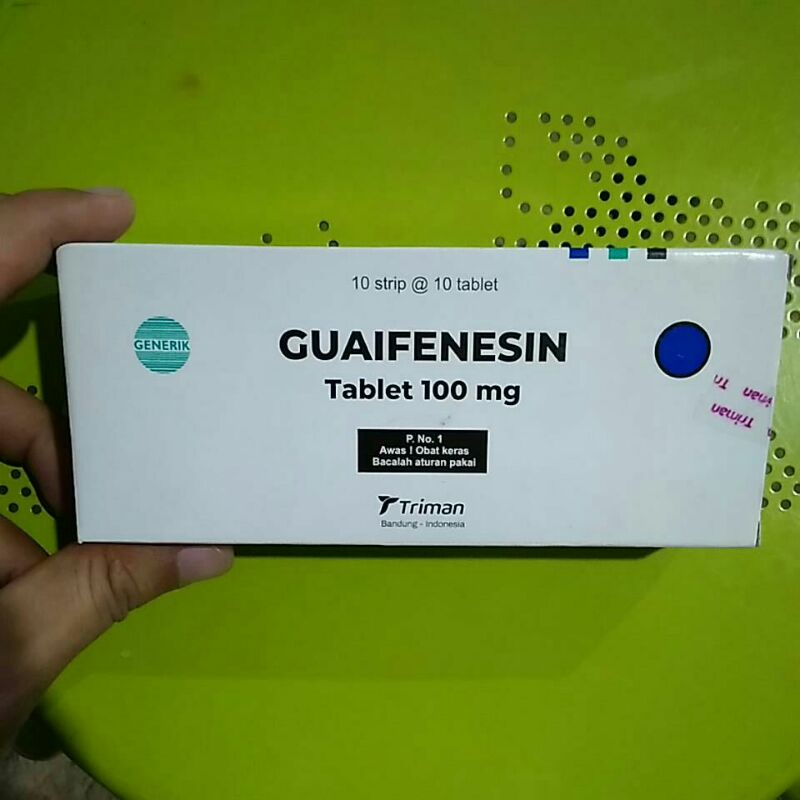 10 strip @ 10 tablet
GENERIK
GUAIFENESIN
Tablet 100 mg
P. No. 1
Awas ! Obat keras
Bacalah aturan pakai
Triman
Bandung - Indonesia
Triman